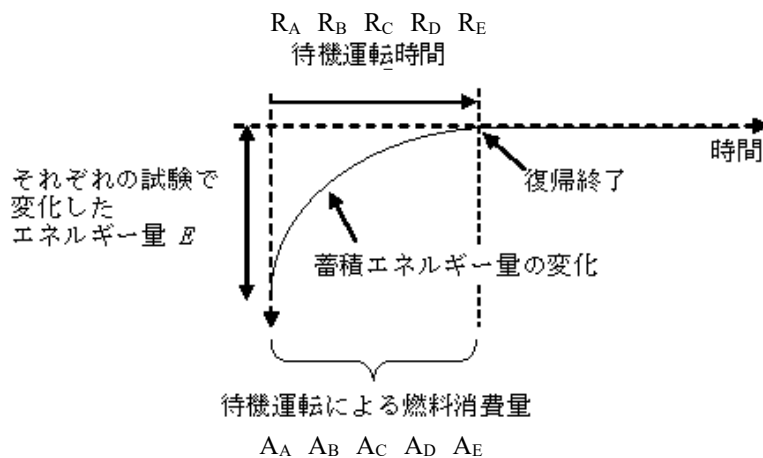 R_A R_B R_C R_D R_E
待機運転時間
時間
復帰終了
それぞれの試験で
変化した
エネルギー量 E
蓄積エネルギー量の変化
待機運転による燃料消費量
A_A A_B A_C A_D A_E